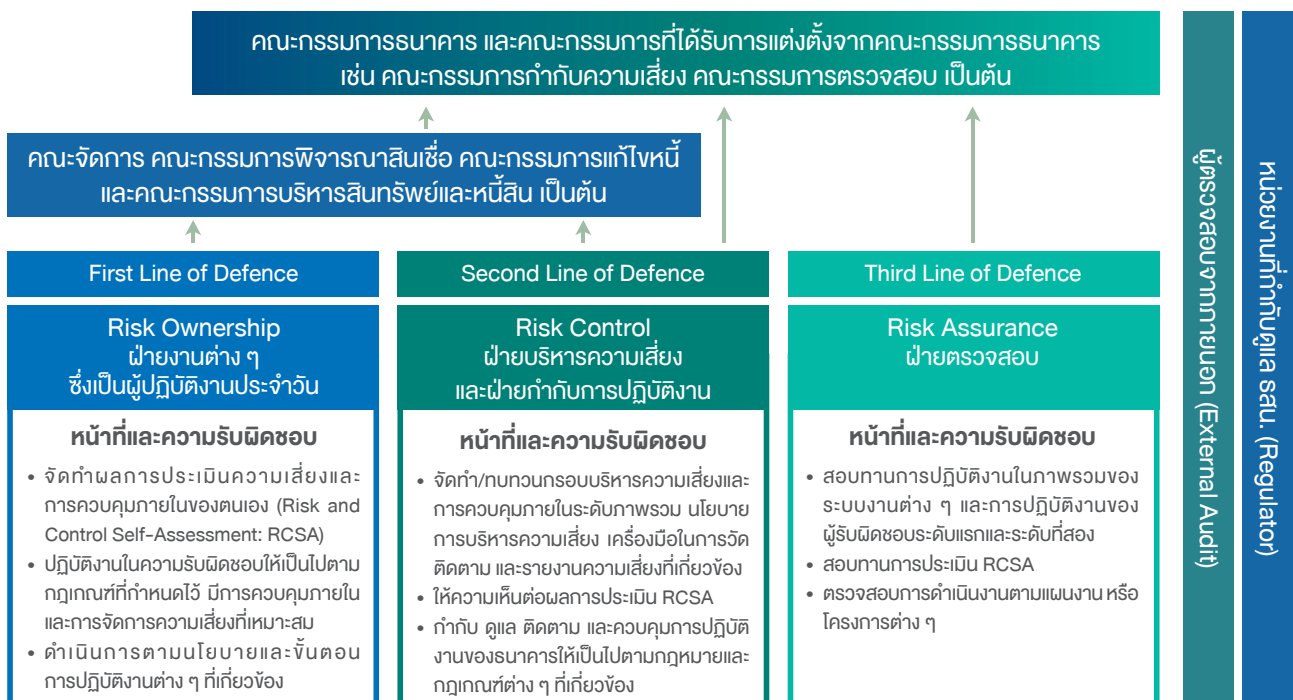 คณะกรรมการธนาคาร และคณะกรรมการที่ได้รับการแต่งตั้งจากคณะกรรมการธนาคาร
เช่น คณะกรรมการกำกับความเสี่ยง คณะกรรมการตรวจสอบ เป็นต้น
คณะจัดการ คณะกรรมการพิจารณาสินเชื่อ คณะกรรมการแก้ไขหนี้
และคณะกรรมการบริหารสินทรัพย์และหนี้สิน เป็นต้น
First Line of Defence
Risk Ownership
ฝ่ายงานต่าง ๆ
ซึ่งเป็นผู้ปฏิบัติงานประจำวัน
หน้าที่และความรับผิดชอบ
• จัดทำผลการประเมินความเสี่ยงและ
การควบคุมภายในของตนเอง (Risk and
Control Self-Assessment: RCSA)
• ปฏิบัติงานในความรับผิดชอบให้เป็นไปตาม
กฎเกณฑ์ที่กำหนดไว้ มีการควบคุมภายใน
และการจัดการความเสี่ยงที่เหมาะสม
• ดำเนินการตามนโยบายและขั้นตอน
การปฏิบัติงานต่าง ๆ ที่เกี่ยวข้อง
Second Line of Defence
Risk Control
ฝ่ายบริหารความเสี่ยง
และฝ่ายกำกับการปฏิบัติงาน
หน้าที่และความรับผิดชอบ
• จัดทำ/ทบทวนกรอบบริหารความเสี่ยงและ
การควบคุมภายในระดับภาพรวม นโยบาย
การบริหารความเสี่ยง เครื่องมือในการวัด
ติดตาม และรายงานความเสี่ยงที่เกี่ยวข้อง
• ให้ความเห็นต่อผลการประเมิน RCSA
• กำกับ ดูแล ติดตาม และควบคุมการปฏิบัติ
งานของธนาคารให้เป็นไปตามกฎหมายและ
กฎเกณฑ์ต่าง ๆ ที่เกี่ยวข้อง
Third Line of Defence
Risk Assurance
ฝ่ายตรวจสอบ
หน้าที่และความรับผิดชอบ
• สอบทานการปฏิบัติงานในภาพรวมของ
ระบบงานต่าง ๆ และการปฏิบัติงานของ
ผู้รับผิดชอบระดับแรกและระดับที่สอง
• สอบทานการประเมิน RCSA
• ตรวจสอบการดำเนินงานตามแผนงาน หรือ
โครงการต่าง ๆ
ผู้ตรวจสอบจากภายนอก (External Audit)
หน่วยงานที่กำกับดูแล ธสน. (Regulator)